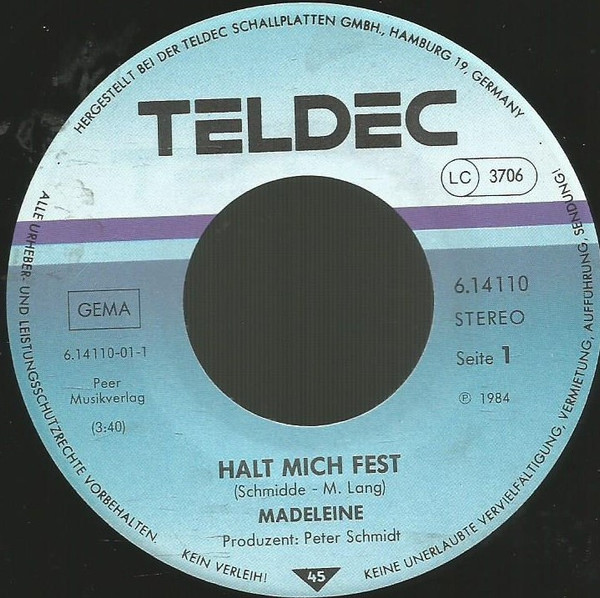 HERGESTELLT BEI DER TELDEC SCHALLPLATTEN GMBH., HAMBURG 19, GERMANY
TELDEC
LC 3706
GEMA
6.14110-01-1
Peer
Musikverlag
(3:40)
6.14110
STEREO
Seite 1
℗ 1984
HALT MICH FEST
(Schmidde - M. Lang)
MADELEINE
Produzent: Peter Schmidt
45
ALLE URHEBER- UND LEISTUNGSSCHUTZRECHTE VORBEHALTEN.
KEIN VERLEIH!
KEINE UNERLAUBTE VERVIELFÄLTIGUNG, VERMIETUNG, AUFFÜHRUNG, SENDUNG!